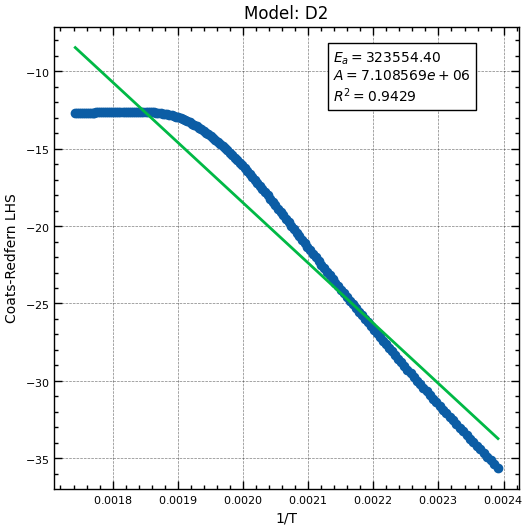 Model: D2
E_a = 323554.40
A = 7.108569e + 06
R² = 0.9429
Coats-Redfern LHS
−10
−15
−20
−25
−30
−35
0.0018 0.0019 0.0020 0.0021 0.0022 0.0023 0.0024
1/T